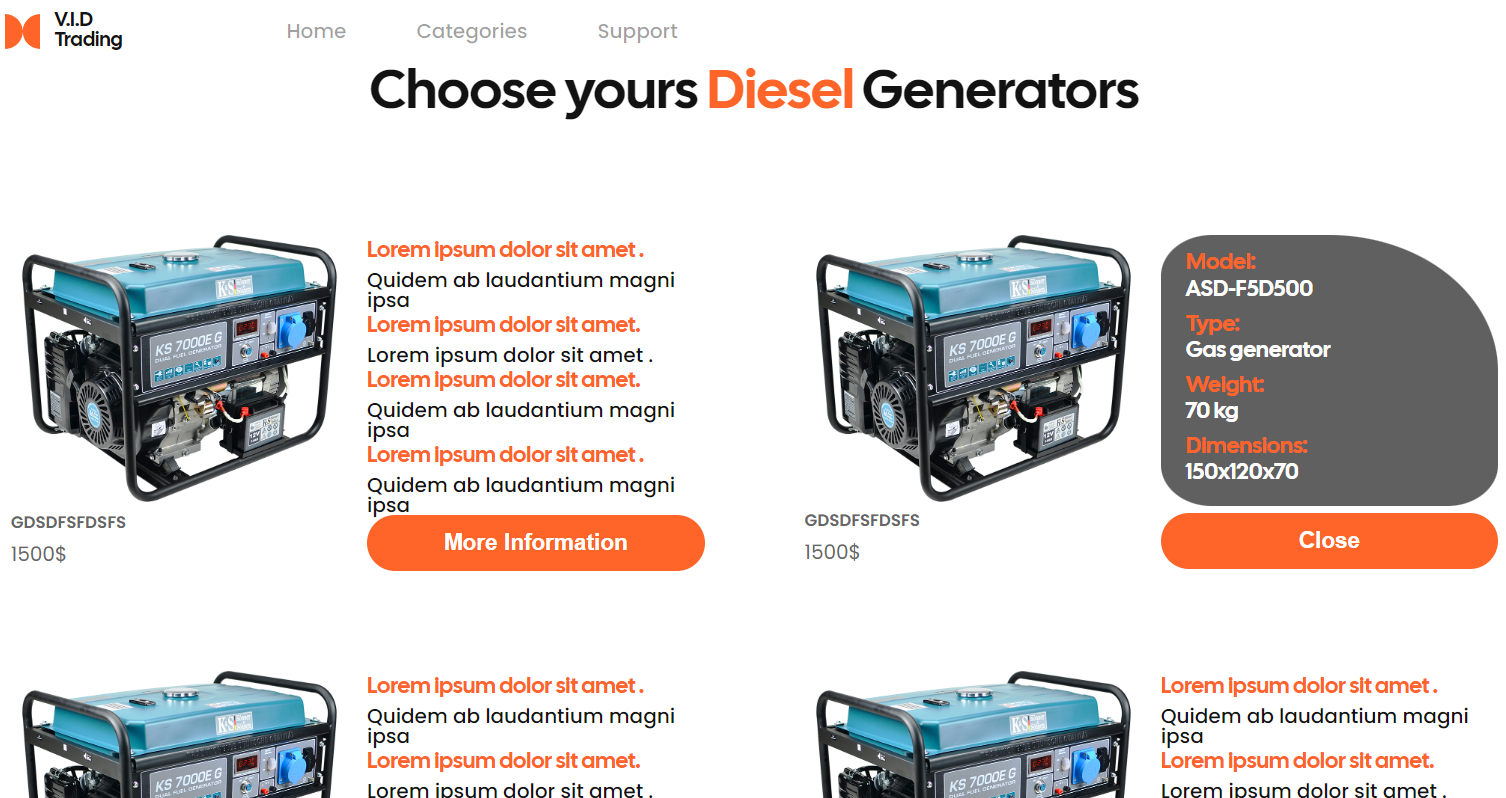 V.I.D
Trading
Home Categories Support
Choose yours Diesel Generators
KS 7000E G
DUAL FUEL GENERATOR
GDSDFSFDSFS
1500$
Lorem ipsum dolor sit amet .
Quidem ab laudantium magni
ipsa
Lorem ipsum dolor sit amet.
Lorem ipsum dolor sit amet .
Lorem ipsum dolor sit amet.
Quidem ab laudantium magni
ipsa
Lorem ipsum dolor sit amet .
Quidem ab laudantium magni
ipsa
More Information
KS 7000E G
DUAL FUEL GENERATOR
GDSDFSFDSFS
1500$
Model:
ASD-F5D500
Type:
Gas generator
Weight:
70 kg
Dimensions:
150x120x70
Close
KS 7000E G
DUAL FUEL GENERATOR
Lorem ipsum dolor sit amet .
Quidem ab laudantium magni
ipsa
Lorem ipsum dolor sit amet.
Lorem ipsum dolor sit amet .
KS 7000E G
DUAL FUEL GENERATOR
Lorem ipsum dolor sit amet .
Quidem ab laudantium magni
ipsa
Lorem ipsum dolor sit amet.
Lorem ipsum dolor sit amet .